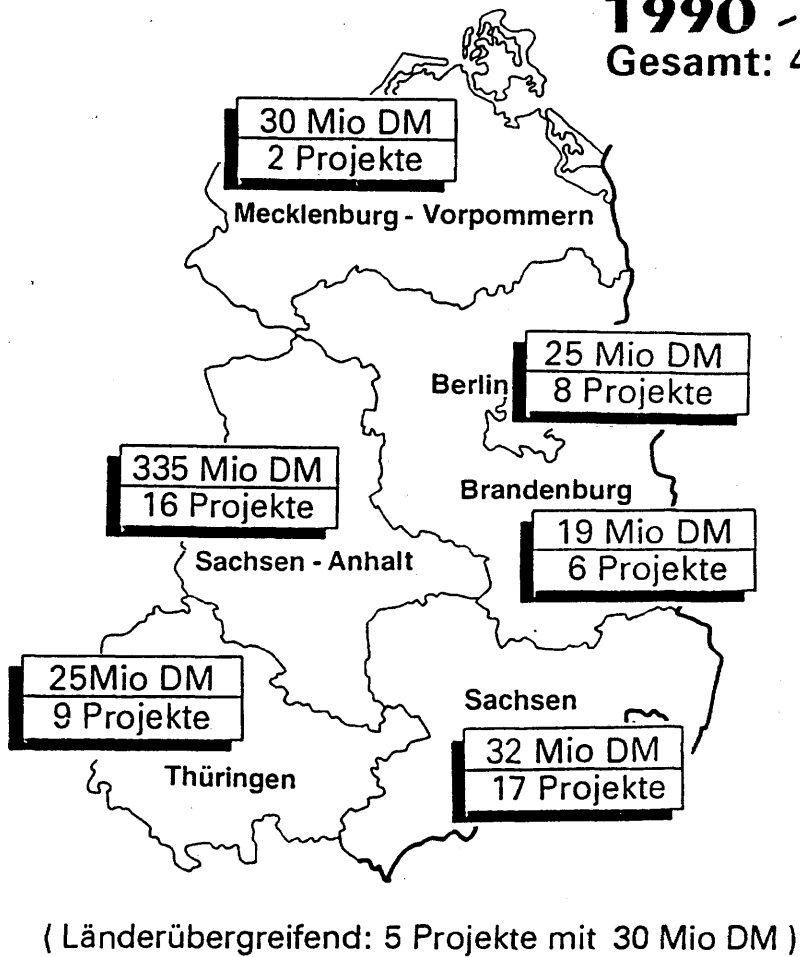 1990 -
Gesamt: 4
30 Mio DM
2 Projekte
Mecklenburg - Vorpommern
25 Mio DM
8 Projekte
Berlin
335 Mio DM
16 Projekte
Brandenburg
19 Mio DM
6 Projekte
Sachsen - Anhalt
25Mio DM
9 Projekte
Sachsen
32 Mio DM
17 Projekte
Thüringen
( Länderübergreifend: 5 Projekte mit 30 Mio DM )